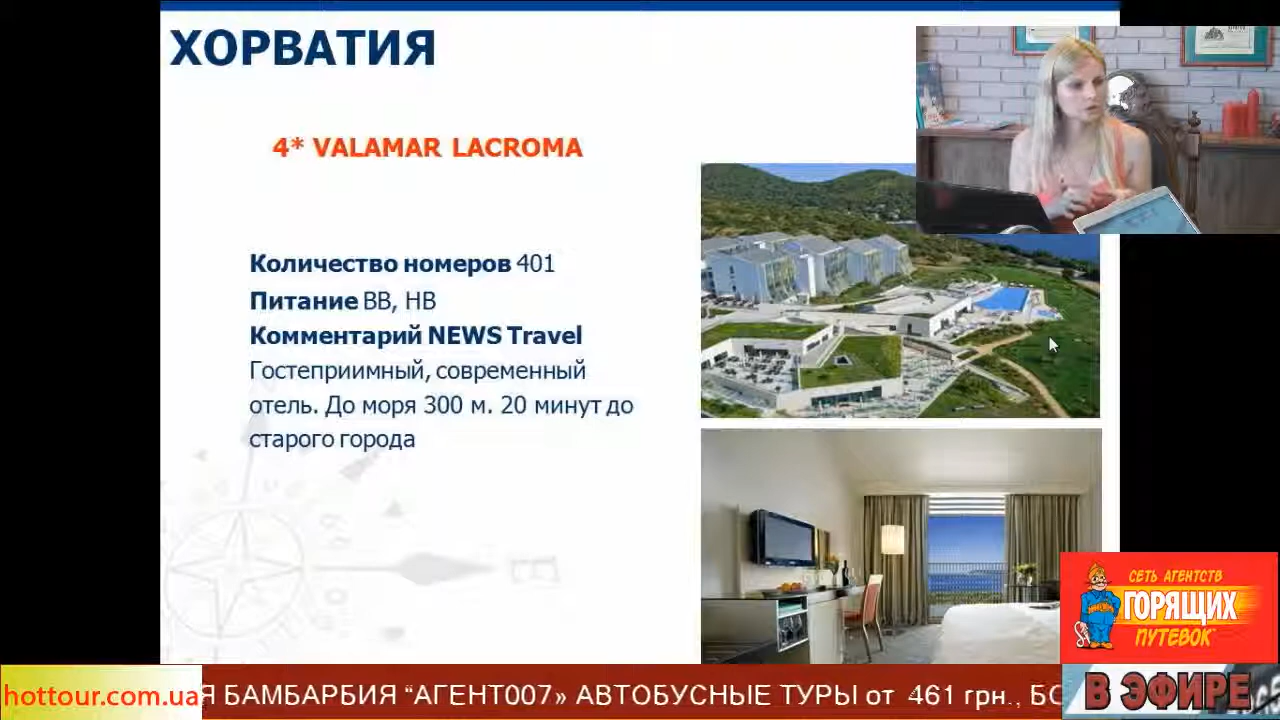 ХОРВАТИЯ
4* VALAMAR LACROMA
Количество номеров 401
Питание BB, HB
Комментарий NEWS Travel
Гостеприимный, современный
отель. До моря 300 м. 20 минут до
старого города
E
СЕТЬ АГЕНТСТВ
ГОРЯЩИХ
ПУТЕВОК
hottour.com.ua
Я БАМБАРБИЯ “АГЕНТ007» АВТОБУСНЫЕ ТУРЫ от 461 грн., БО
В ЭФИРЕ